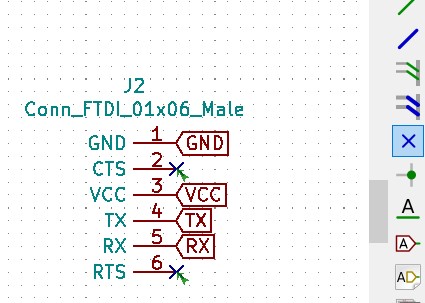 J2
Conn_FTDI_01x06_Male
GND 1 GND
CTS 2
VCC 3 VCC
TX 4 TX
RX 5 RX
RTS 6
A
A
AD